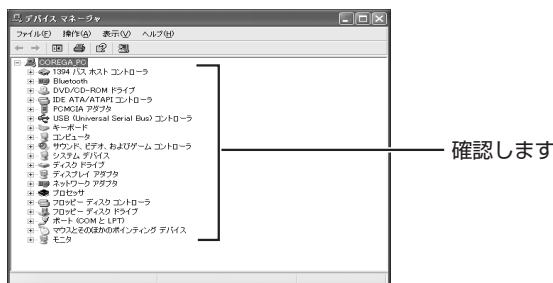 デバイス マネージャ
ファイル(F) 操作(A) 表示(V) ヘルプ(H)
COREGA_PC
1394 バス ホスト コントローラ
Bluetooth
DVD/CD-ROM ドライブ
IDE ATA/ATAPI コントローラ
PCMCIA アダプタ
USB (Universal Serial Bus) コントローラ
キーボード
コンピュータ
サウンド、ビデオ、およびゲーム コントローラ
システム デバイス
ディスク ドライブ
ディスプレイ アダプタ
ネットワーク アダプタ
プロセッサ
フロッピー ディスク コントローラ
フロッピー ディスク ドライブ
ポート (COM と LPT)
マウスとそのほかのポインティング デバイス
モニタ
確認します